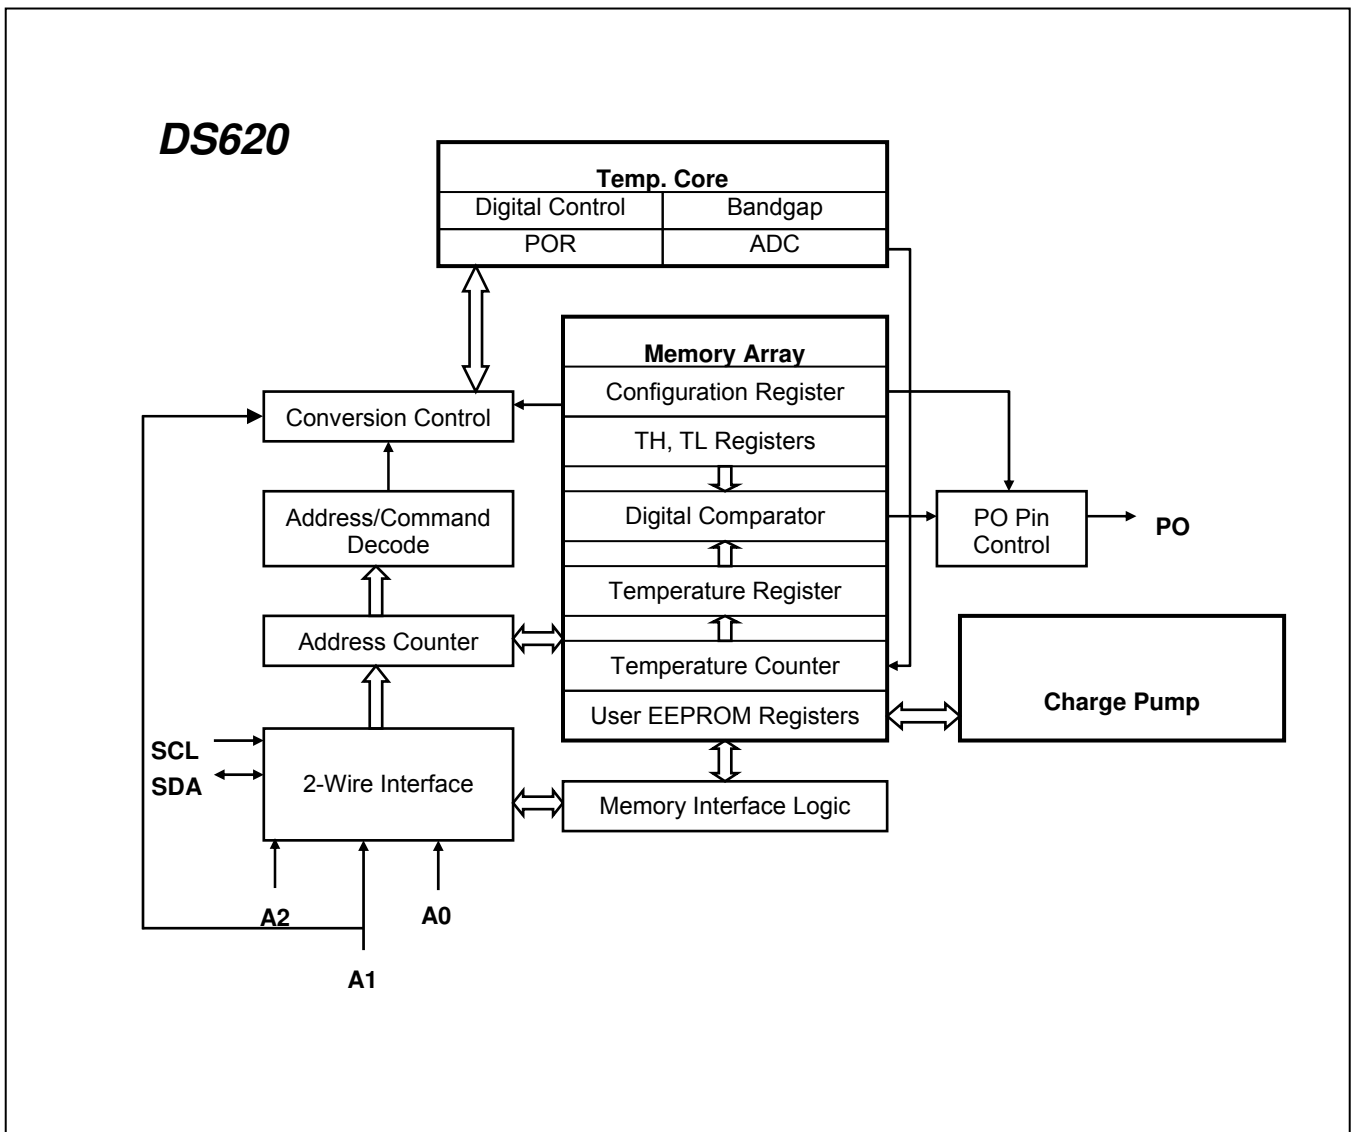 DS620
Temp. Core
Digital Control
Bandgap
POR
ADC
Memory Array
Configuration Register
Conversion Control
TH, TL Registers
Address/Command
Decode
Digital Comparator
PO Pin
Control
PO
Temperature Register
Address Counter
Temperature Counter
User EEPROM Registers
Charge Pump
SCL
SDA
2-Wire Interface
Memory Interface Logic
A2
A0
A1